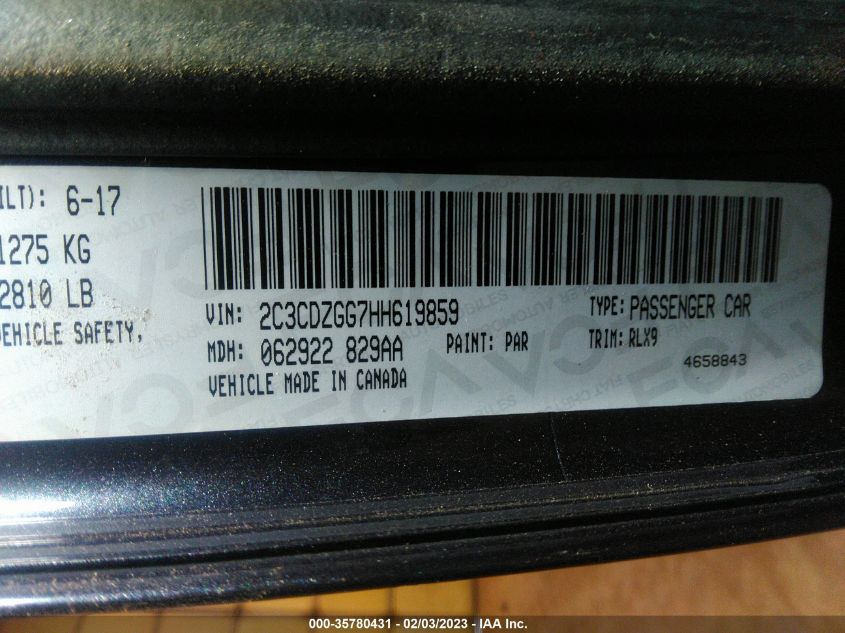 ILT): 6-17
1275 KG
2810 LB
VEHICLE SAFETY,
VIN: 2C3CDZGG7HH619859 TYPE: PASSENGER CAR
MDH: 062922 829AA PAINT: PAR TRIM: RLX9
VEHICLE MADE IN CANADA 4658843
000-35780431 - 02/03/2023 - IAA Inc.